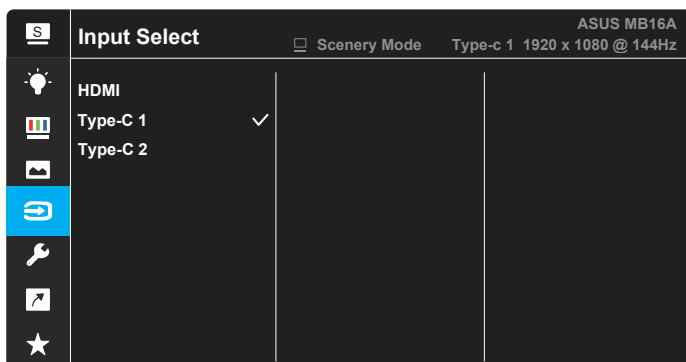 S
Input Select
ASUS MB16A
Scenery Mode
Type-c 1 1920 x 1080 @ 144Hz
HDMI
Type-C 1
Type-C 2